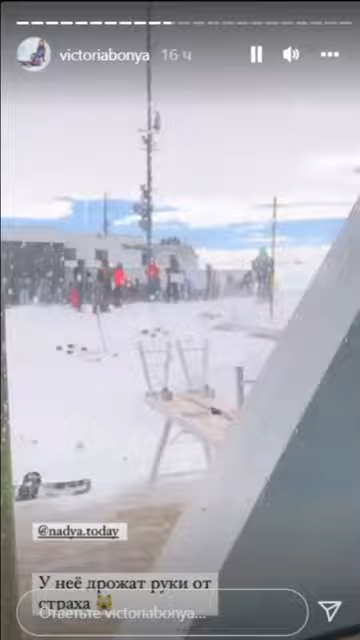 victoriabonya 16 ч
@nadya.today
У неё дрожат руки от
страха 🙀
Ответьте victoriabonya...